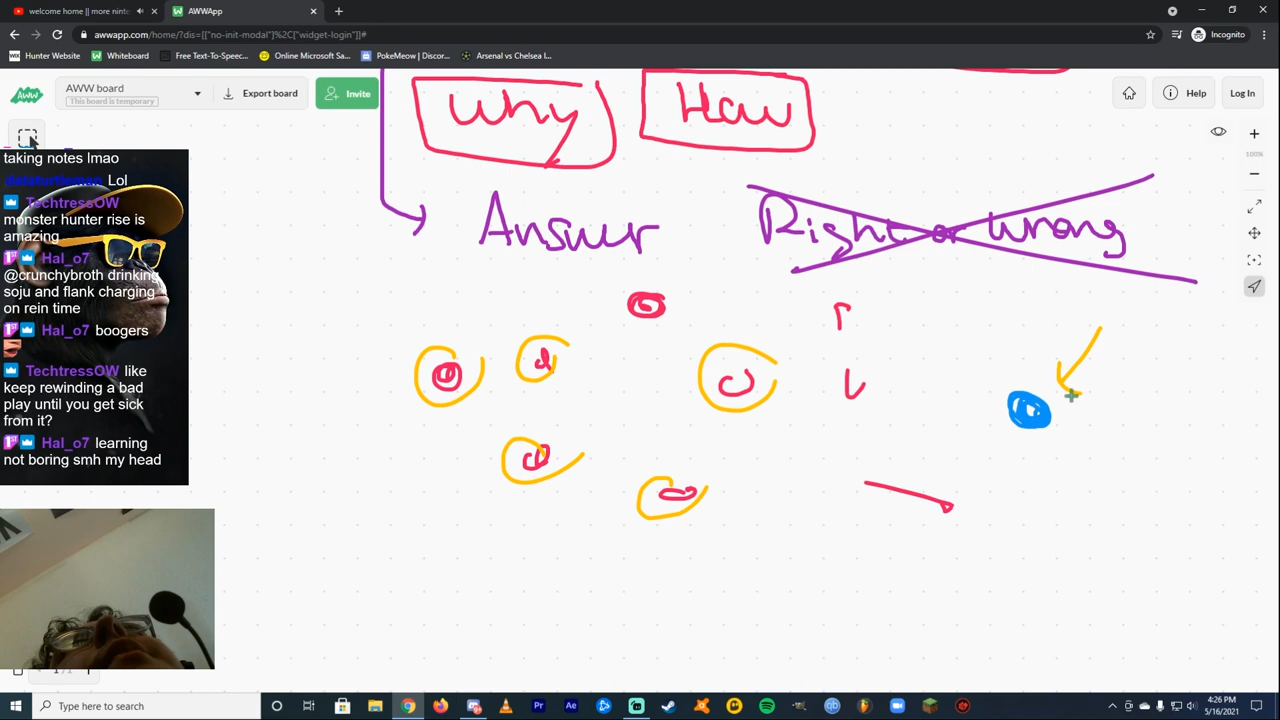 welcome home || more ninte
AWWApp
awwapp.com/home/?dis=[["no-init-modal"]%2C["widget-login"]]#
Incognito
Hunter Website
Whiteboard
Free Text-To-Speec...
Online Microsoft Sa...
PokeMeow | Discor...
Arsenal vs Chelsea I...
AWW board
This board is temporary
Export board
Invite
Help
Log In
100%
Why
How
Answer
Right or Wrong
taking notes lmao
Lol
TechtressOW
monster hunter rise is
amazing
Hal_o7
@crunchybroth drinking
soju and flank charging
on rein time
Hal_o7 boogers
TechtressOW like
keep rewinding a bad
play until you get sick
from it?
Hal_o7 learning
not boring smh my head
Type here to search
4:26 PM
5/16/2021